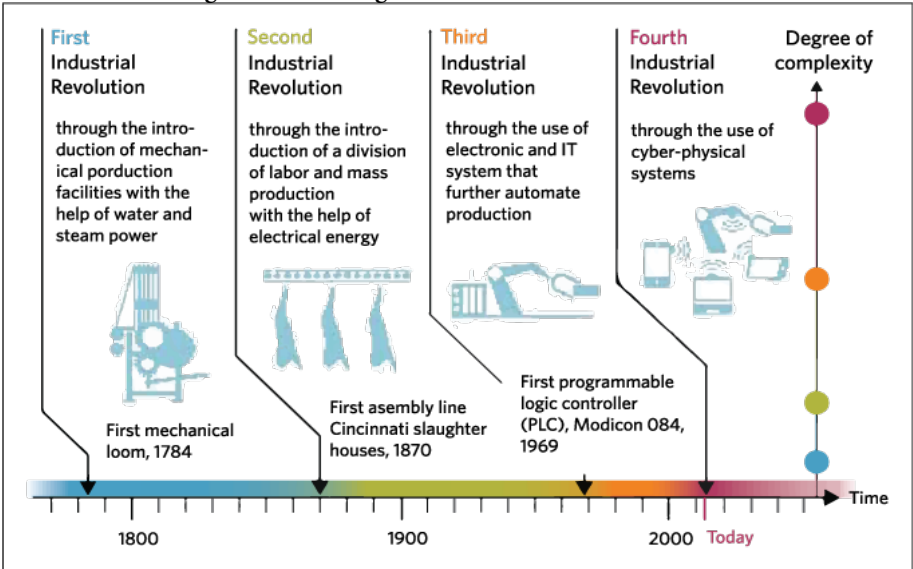 First
Industrial
Revolution
through the intro-
duction of mechan-
ical porduction
facilities with the
help of water and
steam power
First mechanical
loom, 1784
Second
Industrial
Revolution
through the intro-
duction of a division
of labor and mass
production
with the help of
electrical energy
First asembly line
Cincinnati slaughter
houses, 1870
Third
Industrial
Revolution
through the use of
electronic and IT
system that
further automate
production
First programmable
logic controller
(PLC), Modicon 084,
1969
Fourth
Industrial
Revolution
through the use of
cyber-physical
systems
Degree of
complexity
Time
1800
1900
2000
Today